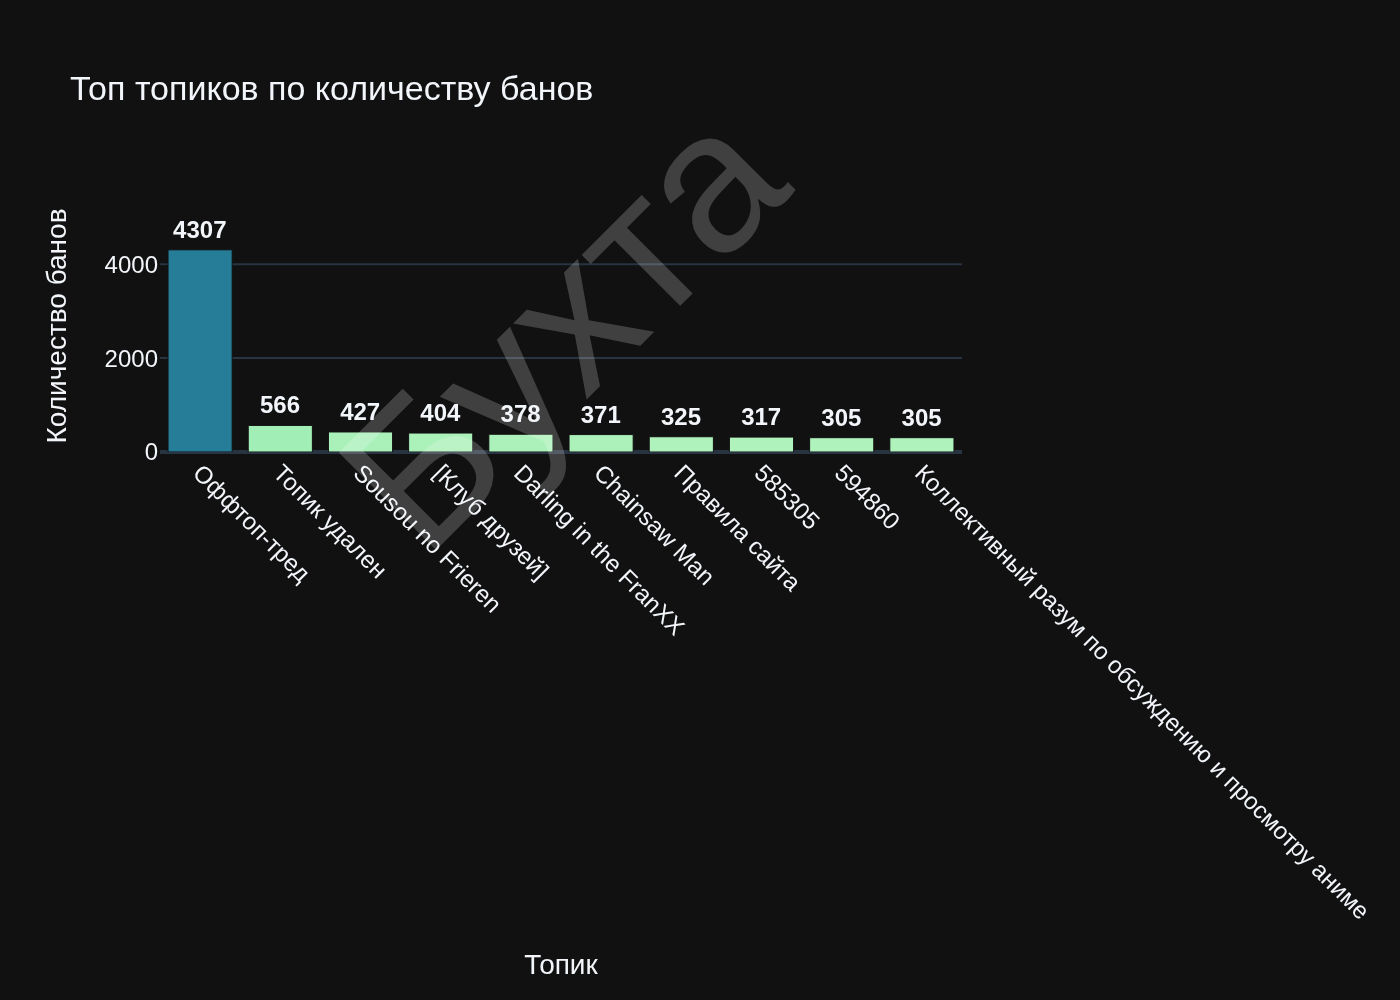 Топ топиков по количеству банов
Количество банов
4000
2000
0
4307
566
427
404
378
371
325
317
305
305
Оффтоп-тред
Топик удален
Sousou no Frieren
[Клуб друзей]
Darling in the FranXX
Chainsaw Man
Правила сайта
585305
594860
Коллективный разум по обсуждению и просмотру аниме
Топик
Бухта